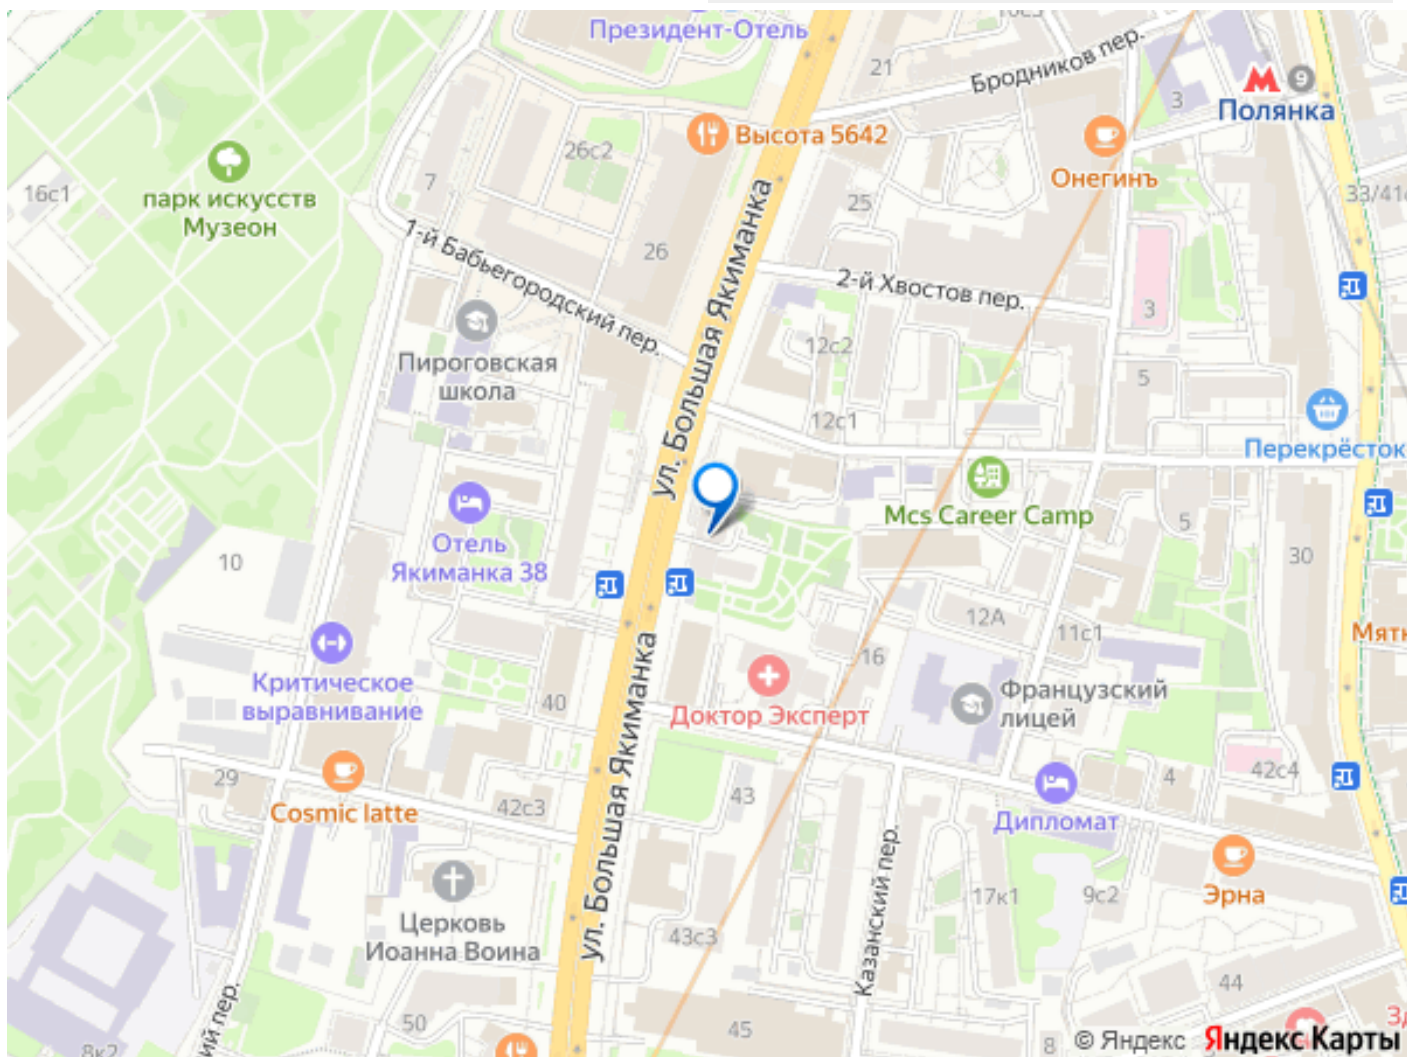 Президент-Отель
10с3
21
Бродников пер.
3
9
Полянка
Высота 5642
26с2
Онегинъ
16с1
7
парк искусств
Музеон
25
33/41
26
1-й Бабьегородский пер.
ул. Большая Якиманка
2-й Хвостов пер.
3
12с2
Пироговская
школа
5
12с1
Перекрёсток
Mcs Career Camp
5
Отель
Якиманка 38
10
30
12А
11с1
16
Критическое
выравнивание
40
Доктор Эксперт
Французский
лицей
ул. Большая Якиманка
29
42с3
43
4
42с4
Cosmic latte
Дипломат
Казанский пер.
Эрна
17к1
9с2
Церковь
Иоанна Воина
43с3
44
50
45
8к2
8
© Яндекс Яндекс Карты